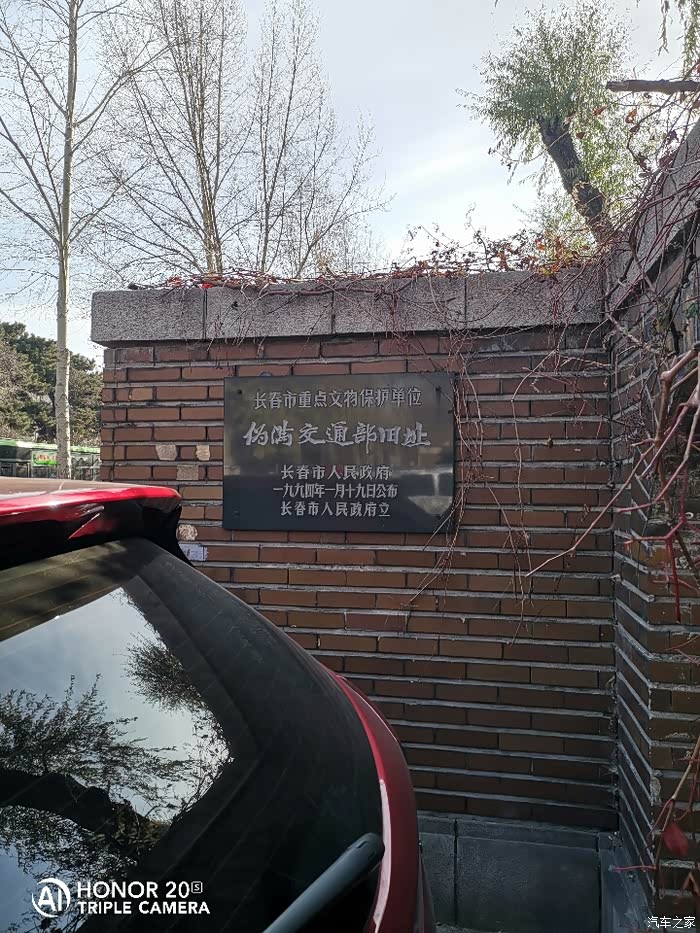 长春市重点文物保护单位
伪满交通部旧址
长春市人民政府
一九九四年一月十九日公布
长春市人民政府立
AI HONOR 20S
TRIPLE CAMERA
汽车之家